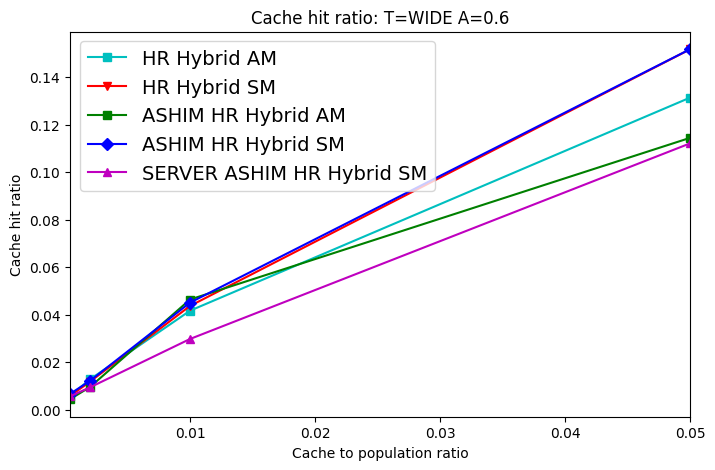 Cache hit ratio: T=WIDE A=0.6
HR Hybrid AM
HR Hybrid SM
ASHIM HR Hybrid AM
ASHIM HR Hybrid SM
SERVER ASHIM HR Hybrid SM
Cache hit ratio
0.14
0.12
0.10
0.08
0.06
0.04
0.02
0.00
0.01 0.02 0.03 0.04 0.05
Cache to population ratio